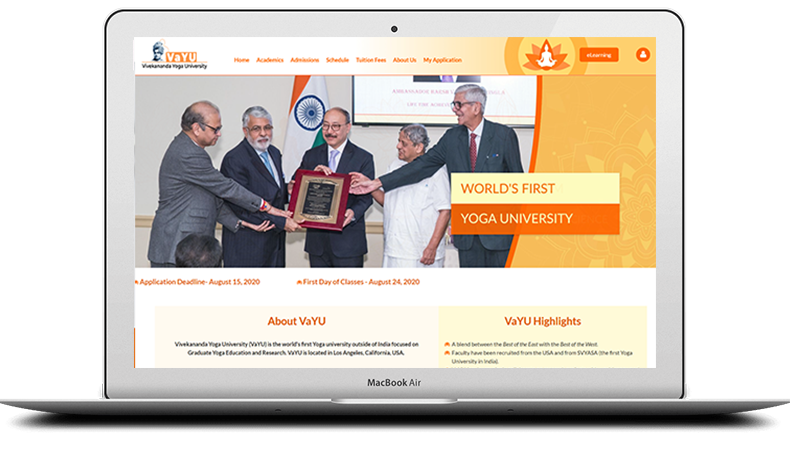 VaYU
Vivekananda Yoga University
Home Academics Admissions Schedule Tuition Fees About Us My Application
eLearning
WORLD'S FIRST
YOGA UNIVERSITY
Application Deadline- August 15, 2020 First Day of Classes - August 24, 2020
About VaYU
Vivekananda Yoga University (VaYU) is the world's first Yoga university outside of India focused on
Graduate Yoga Education and Research. VaYU is located in Los Angeles, California, USA.
VaYU Highlights
A blend between the Best of the East with the Best of the West.
Faculty have been recruited from the USA and from SVYASA (the first Yoga
University in India).
MacBook Air